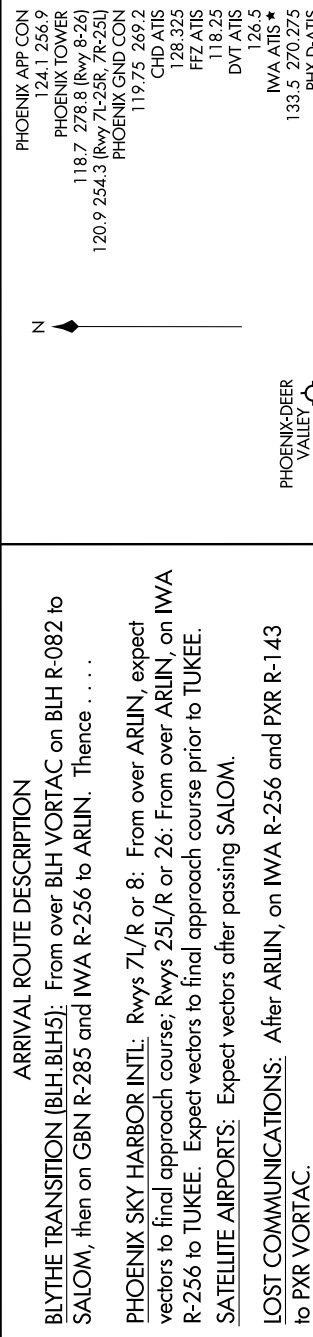 ARRIVAL ROUTE DESCRIPTION
BLYTHE TRANSITION (BLH.BLH5): From over BLH VORTAC on BLH R-082 to
SALOM, then on GBN R-285 and IWA R-256 to ARLIN. Thence . . . .
PHOENIX SKY HARBOR INTL: Rwys 7L/R or 8: From over ARLIN, expect
vectors to final approach course; Rwys 25L/R or 26: From over ARLIN, on IWA
R-256 to TUKEE. Expect vectors to final approach course prior to TUKEE.
SATELLITE AIRPORTS: Expect vectors after passing SALOM.
LOST COMMUNICATIONS: After ARLIN, on IWA R-256 and PXR R-143
to PXR VORTAC.
N
PHOENIX-DEER
VALLEY
PHOENIX APP CON
124.1 256.9
PHOENIX TOWER
118.7 278.8 (Rwy 8-26)
120.9 254.3 (Rwy 7L-25R, 7R-25L)
PHOENIX GND CON
119.75 269.2
CHD ATIS
128.325
FFZ ATIS
118.25
DVT ATIS
126.5
IWA ATIS ★
133.5 270.275
PHX D-ATIS